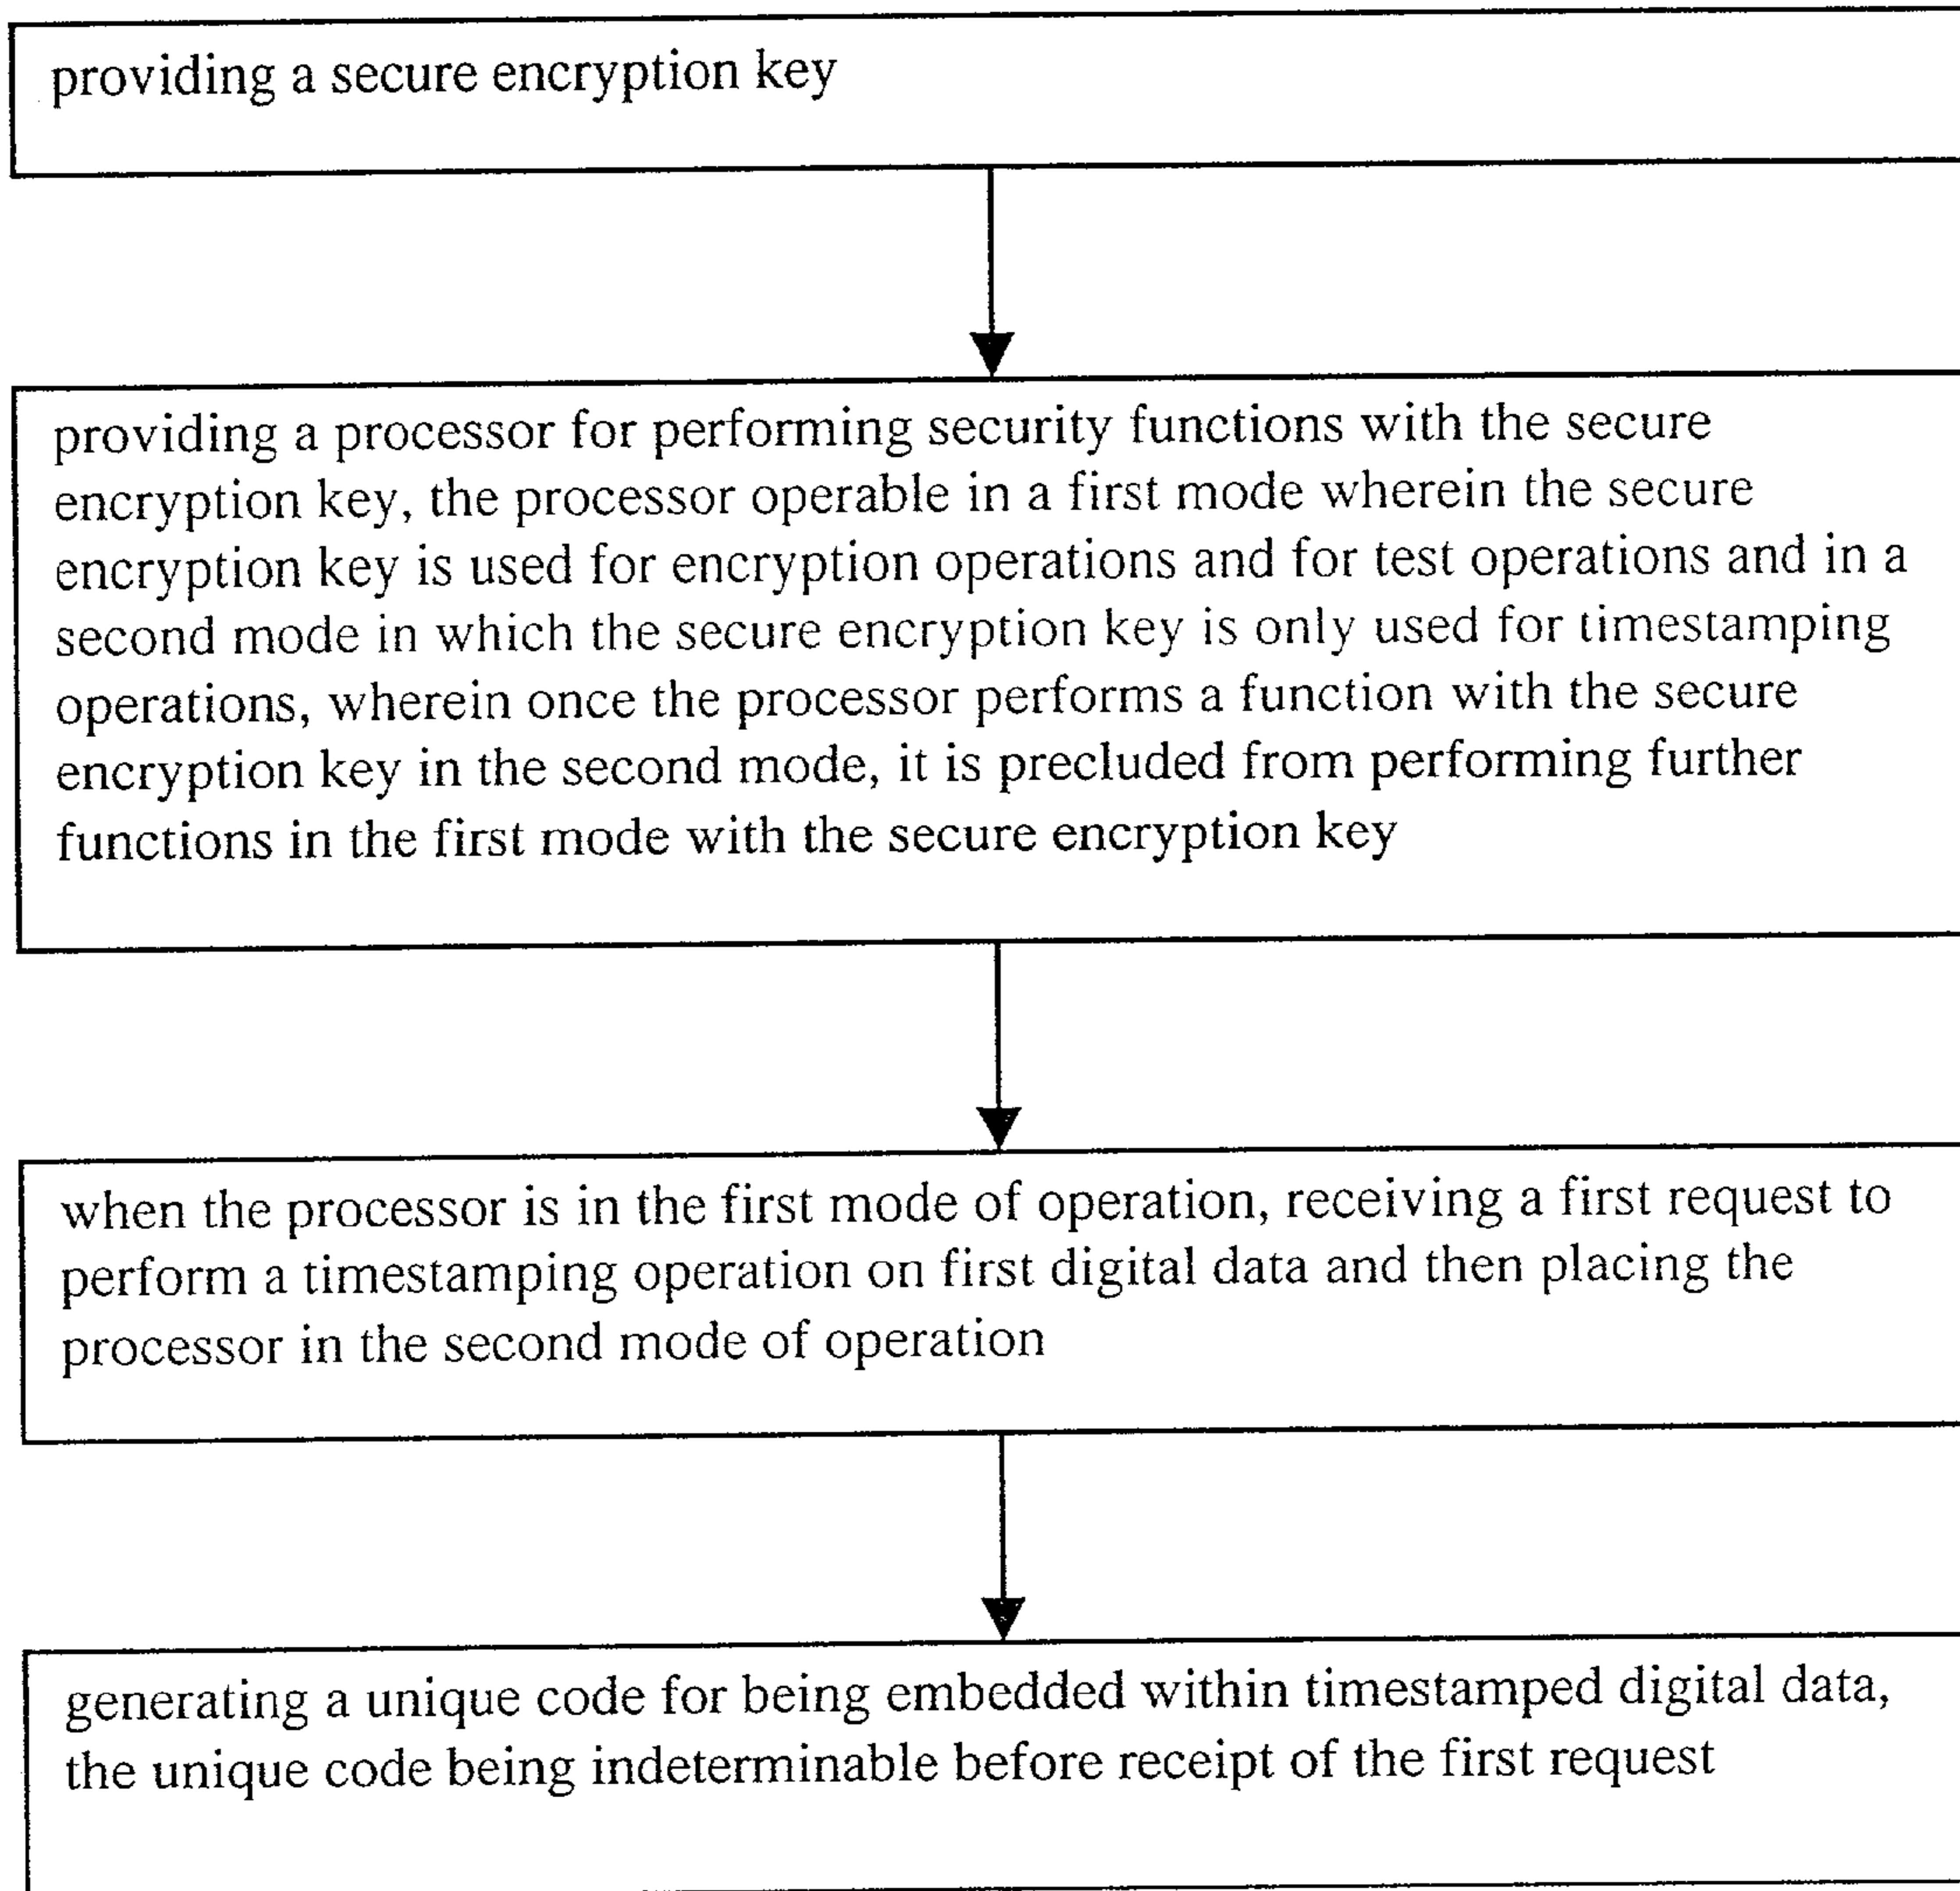 providing a secure encryption key
providing a processor for performing security functions with the secure
encryption key, the processor operable in a first mode wherein the secure
encryption key is used for encryption operations and for test operations and in a
second mode in which the secure encryption key is only used for timestamping
operations, wherein once the processor performs a function with the secure
encryption key in the second mode, it is precluded from performing further
functions in the first mode with the secure encryption key
when the processor is in the first mode of operation, receiving a first request to
perform a timestamping operation on first digital data and then placing the
processor in the second mode of operation
generating a unique code for being embedded within timestamped digital data,
the unique code being indeterminable before receipt of the first request